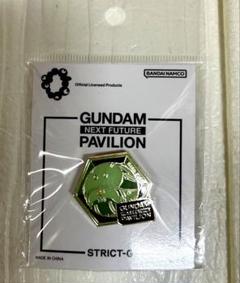 Official Licensed Products
BANDAI NAMCO
GUNDAM
NEXT FUTURE
PAVILION
GUNDAM
NEXT FUTURE
PAVILION
MADE IN CHINA
STRICT-G